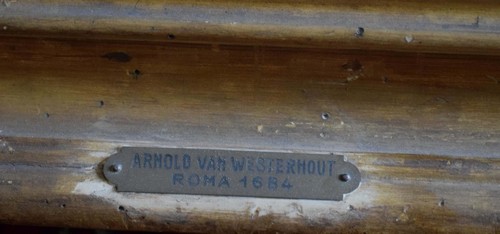 ARNOLD VAN WESTERHOUT
ROMA 1684